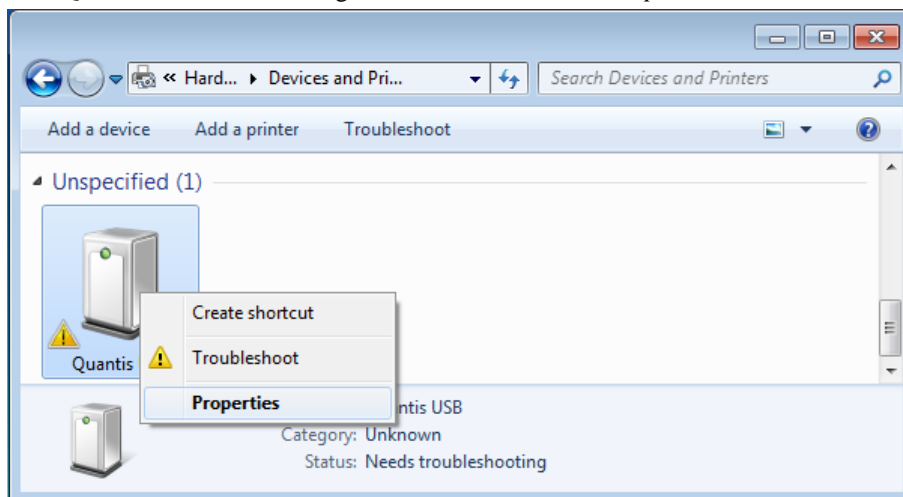 « Hard... ▸ Devices and Pri...
Search Devices and Printers
Add a device Add a printer Troubleshoot
Unspecified (1)
Create shortcut
Troubleshoot
Quantis
Properties
ntis USB
Category: Unknown
Status: Needs troubleshooting